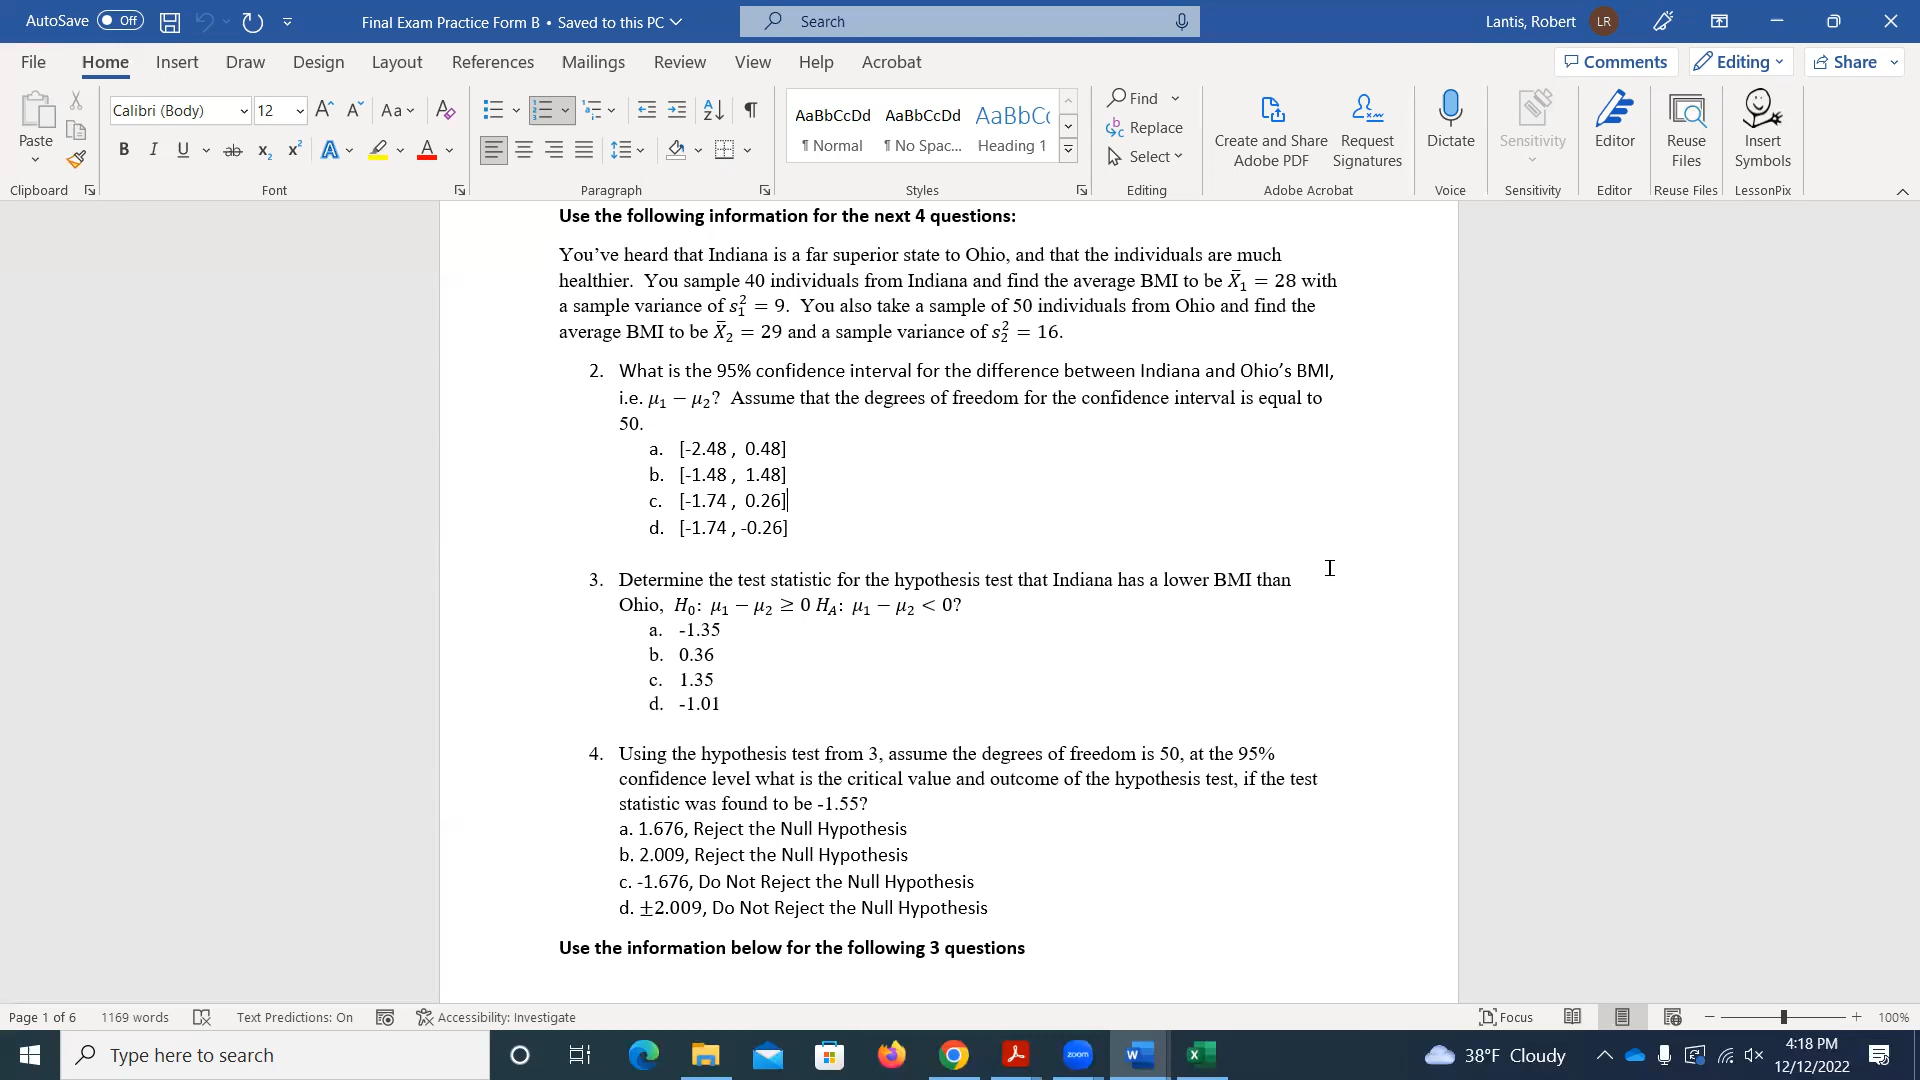 AutoSave Off Final Exam Practice Form B • Saved to this PC Search Lantis, Robert LR
File Home Insert Draw Design Layout References Mailings Review View Help Acrobat Comments Editing Share
Calibri (Body) 12 Aa AaBbCcDd AaBbCcDd AaBbCc Find
Paste ¶ Normal ¶ No Spac... Heading 1 Replace Create and Share Adobe PDF Request Signatures Dictate Sensitivity Editor Reuse Files Insert Symbols
B I U ab x₂ x² A A Select
Clipboard Font Paragraph Styles Editing Adobe Acrobat Voice Sensitivity Editor Reuse Files LessonPix
Use the following information for the next 4 questions:
You’ve heard that Indiana is a far superior state to Ohio, and that the individuals are much
healthier. You sample 40 individuals from Indiana and find the average BMI to be X̄₁ = 28 with
a sample variance of s₁² = 9. You also take a sample of 50 individuals from Ohio and find the
average BMI to be X̄₂ = 29 and a sample variance of s₂² = 16.
2. What is the 95% confidence interval for the difference between Indiana and Ohio’s BMI,
i.e. μ₁ − μ₂? Assume that the degrees of freedom for the confidence interval is equal to
50.
a. [-2.48 , 0.48]
b. [-1.48 , 1.48]
c. [-1.74 , 0.26]
d. [-1.74 , -0.26]
3. Determine the test statistic for the hypothesis test that Indiana has a lower BMI than
Ohio, H₀: μ₁ − μ₂ ≥ 0 H_A: μ₁ − μ₂ < 0?
a. -1.35
b. 0.36
c. 1.35
d. -1.01
4. Using the hypothesis test from 3, assume the degrees of freedom is 50, at the 95%
confidence level what is the critical value and outcome of the hypothesis test, if the test
statistic was found to be -1.55?
a. 1.676, Reject the Null Hypothesis
b. 2.009, Reject the Null Hypothesis
c. -1.676, Do Not Reject the Null Hypothesis
d. ±2.009, Do Not Reject the Null Hypothesis
Use the information below for the following 3 questions
Page 1 of 6 1169 words Text Predictions: On Accessibility: Investigate Focus 100%
Type here to search zoom 38°F Cloudy 4:18 PM
12/12/2022